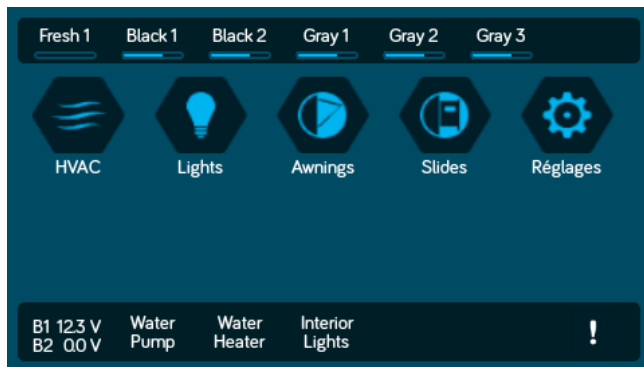 Fresh 1 Black 1 Black 2 Gray 1 Gray 2 Gray 3
HVAC Lights Awnings Slides Réglages
B1 12.3 V Water Water Interior
B2 0.0 V Pump Heater Lights !